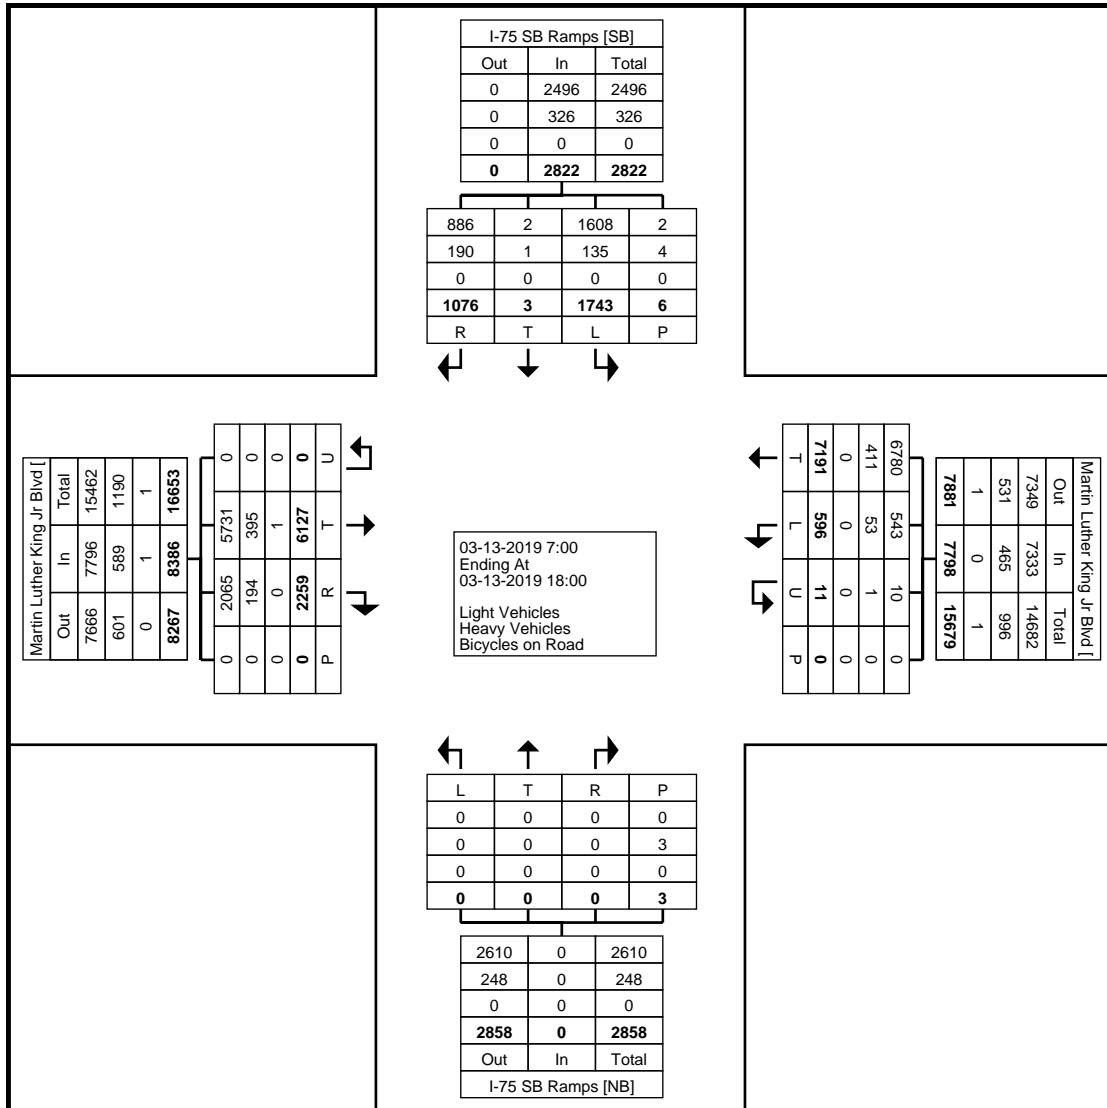 I-75 SB Ramps [SB]
Out In Total
0 2496 2496
0 326 326
0 0 0
0 2822 2822
886 2 1608 2
190 1 135 4
0 0 0 0
1076 3 1743 6
R T L P
Martin Luther King Jr Blvd [
Total In Out
15462 7796 7666
1190 589 601
1 1 0
16653 8386 8267
0 5731 2065 0
0 395 194 0
0 1 0 0
0 6127 2259 0
U T R P
03-13-2019 7:00
Ending At
03-13-2019 18:00
Light Vehicles
Heavy Vehicles
Bicycles on Road
Martin Luther King Jr Blvd [
Out In Total
7349 7333 14682
531 465 996
1 0 1
7881 7798 15679
6780 543 10 0
411 53 1 0
0 0 0 0
7191 596 11 0
T L U P
L T R P
0 0 0 0
0 0 0 3
0 0 0 0
0 0 0 3
2610 0 2610
248 0 248
0 0 0
2858 0 2858
Out In Total
I-75 SB Ramps [NB]